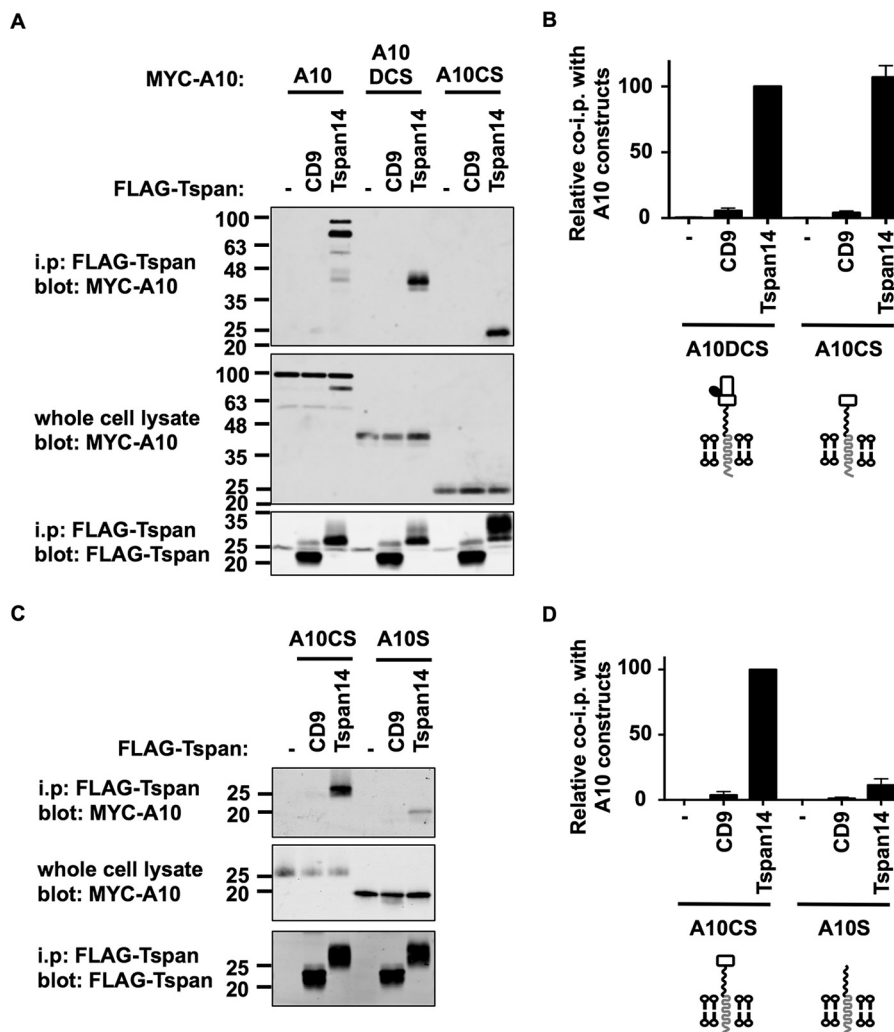 A
MYC-A10:
A10
A10
DCS
A10CS
FLAG-Tspan:
-
CD9
Tspan14
-
CD9
Tspan14
-
CD9
Tspan14
i.p: FLAG-Tspan
blot: MYC-A10
100
63
48
35
25
20
whole cell lysate
blot: MYC-A10
100
63
48
35
25
20
i.p: FLAG-Tspan
blot: FLAG-Tspan
35
25
20
B
Relative co-i.p. with
A10 constructs
100
50
0
-
CD9
Tspan14
-
CD9
Tspan14
A10DCS
A10CS
C
A10CS
A10S
FLAG-Tspan:
-
CD9
Tspan14
-
CD9
Tspan14
i.p: FLAG-Tspan
blot: MYC-A10
25
20
whole cell lysate
blot: MYC-A10
25
20
i.p: FLAG-Tspan
blot: FLAG-Tspan
25
20
D
Relative co-i.p. with
A10 constructs
100
50
0
-
CD9
Tspan14
-
CD9
Tspan14
A10CS
A10S